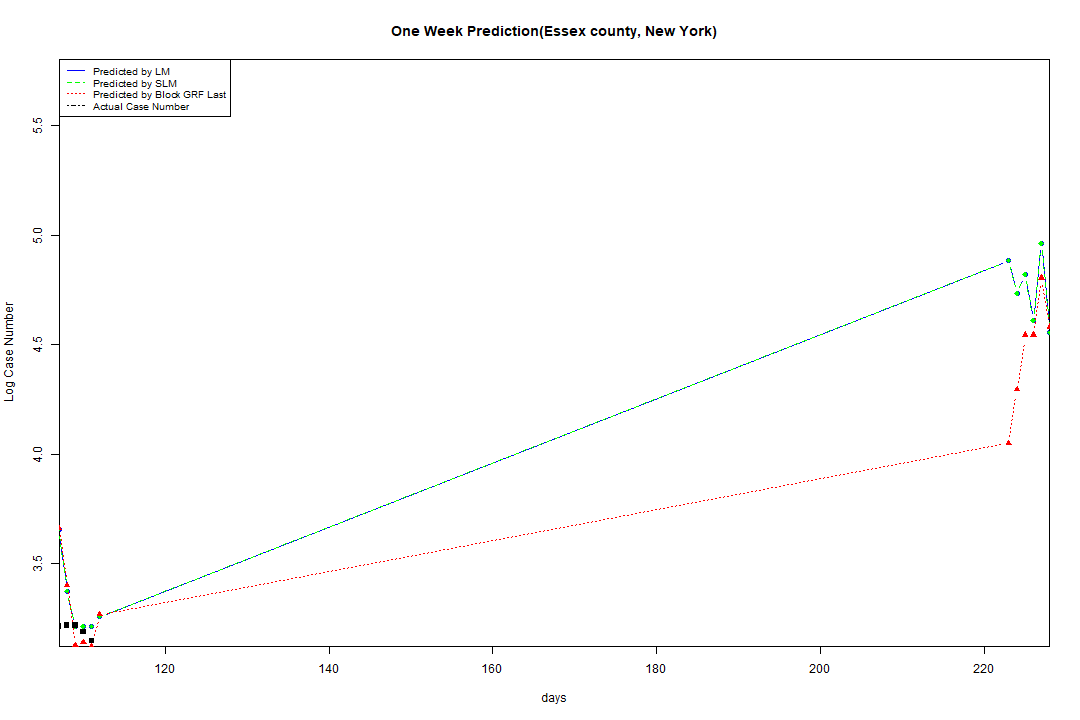 One Week Prediction(Essex county, New York)
Predicted by LM
Predicted by SLM
Predicted by Block GRF Last
Actual Case Number
5.5
5.0
4.5
4.0
3.5
Log Case Number
120 140 160 180 200 220
days